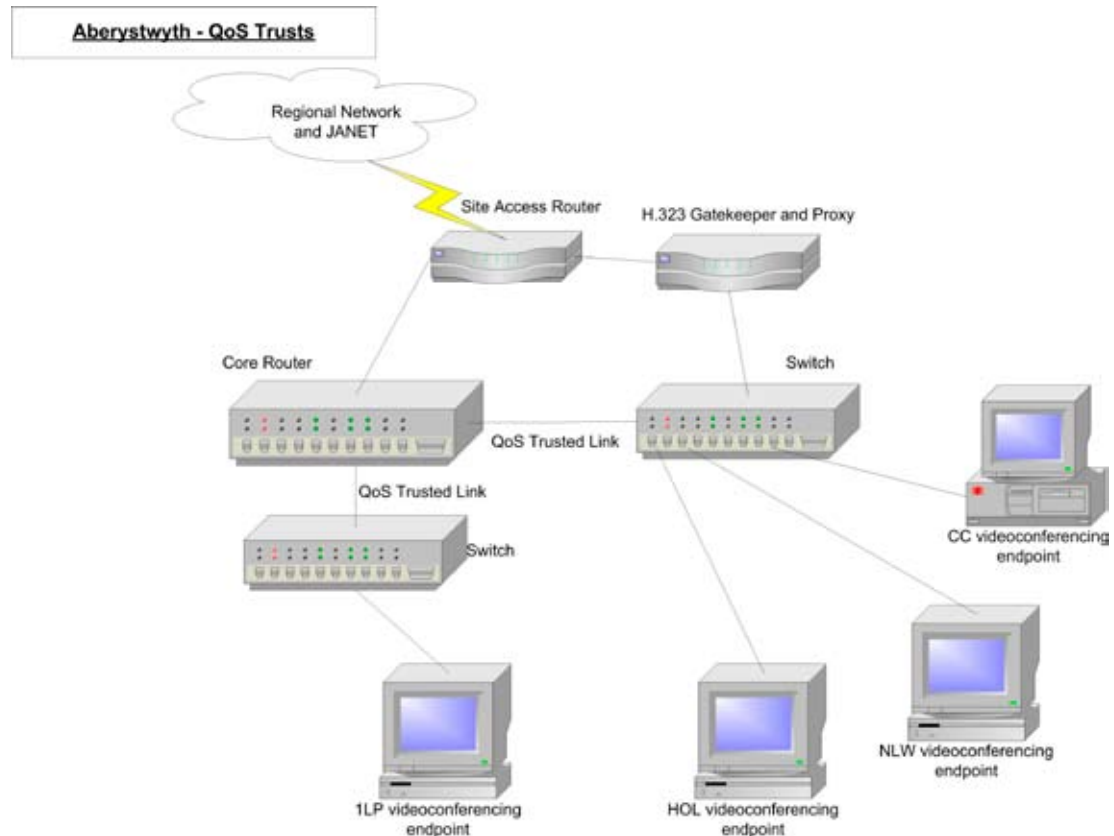 Aberystwyth - QoS Trusts
Regional Network
and JANET
Site Access Router
H.323 Gatekeeper and Proxy
Core Router
Switch
QoS Trusted Link
QoS Trusted Link
Switch
CC videoconferencing
endpoint
NLW videoconferencing
endpoint
1LP videoconferencing
endpoint
HOL videoconferencing
endpoint